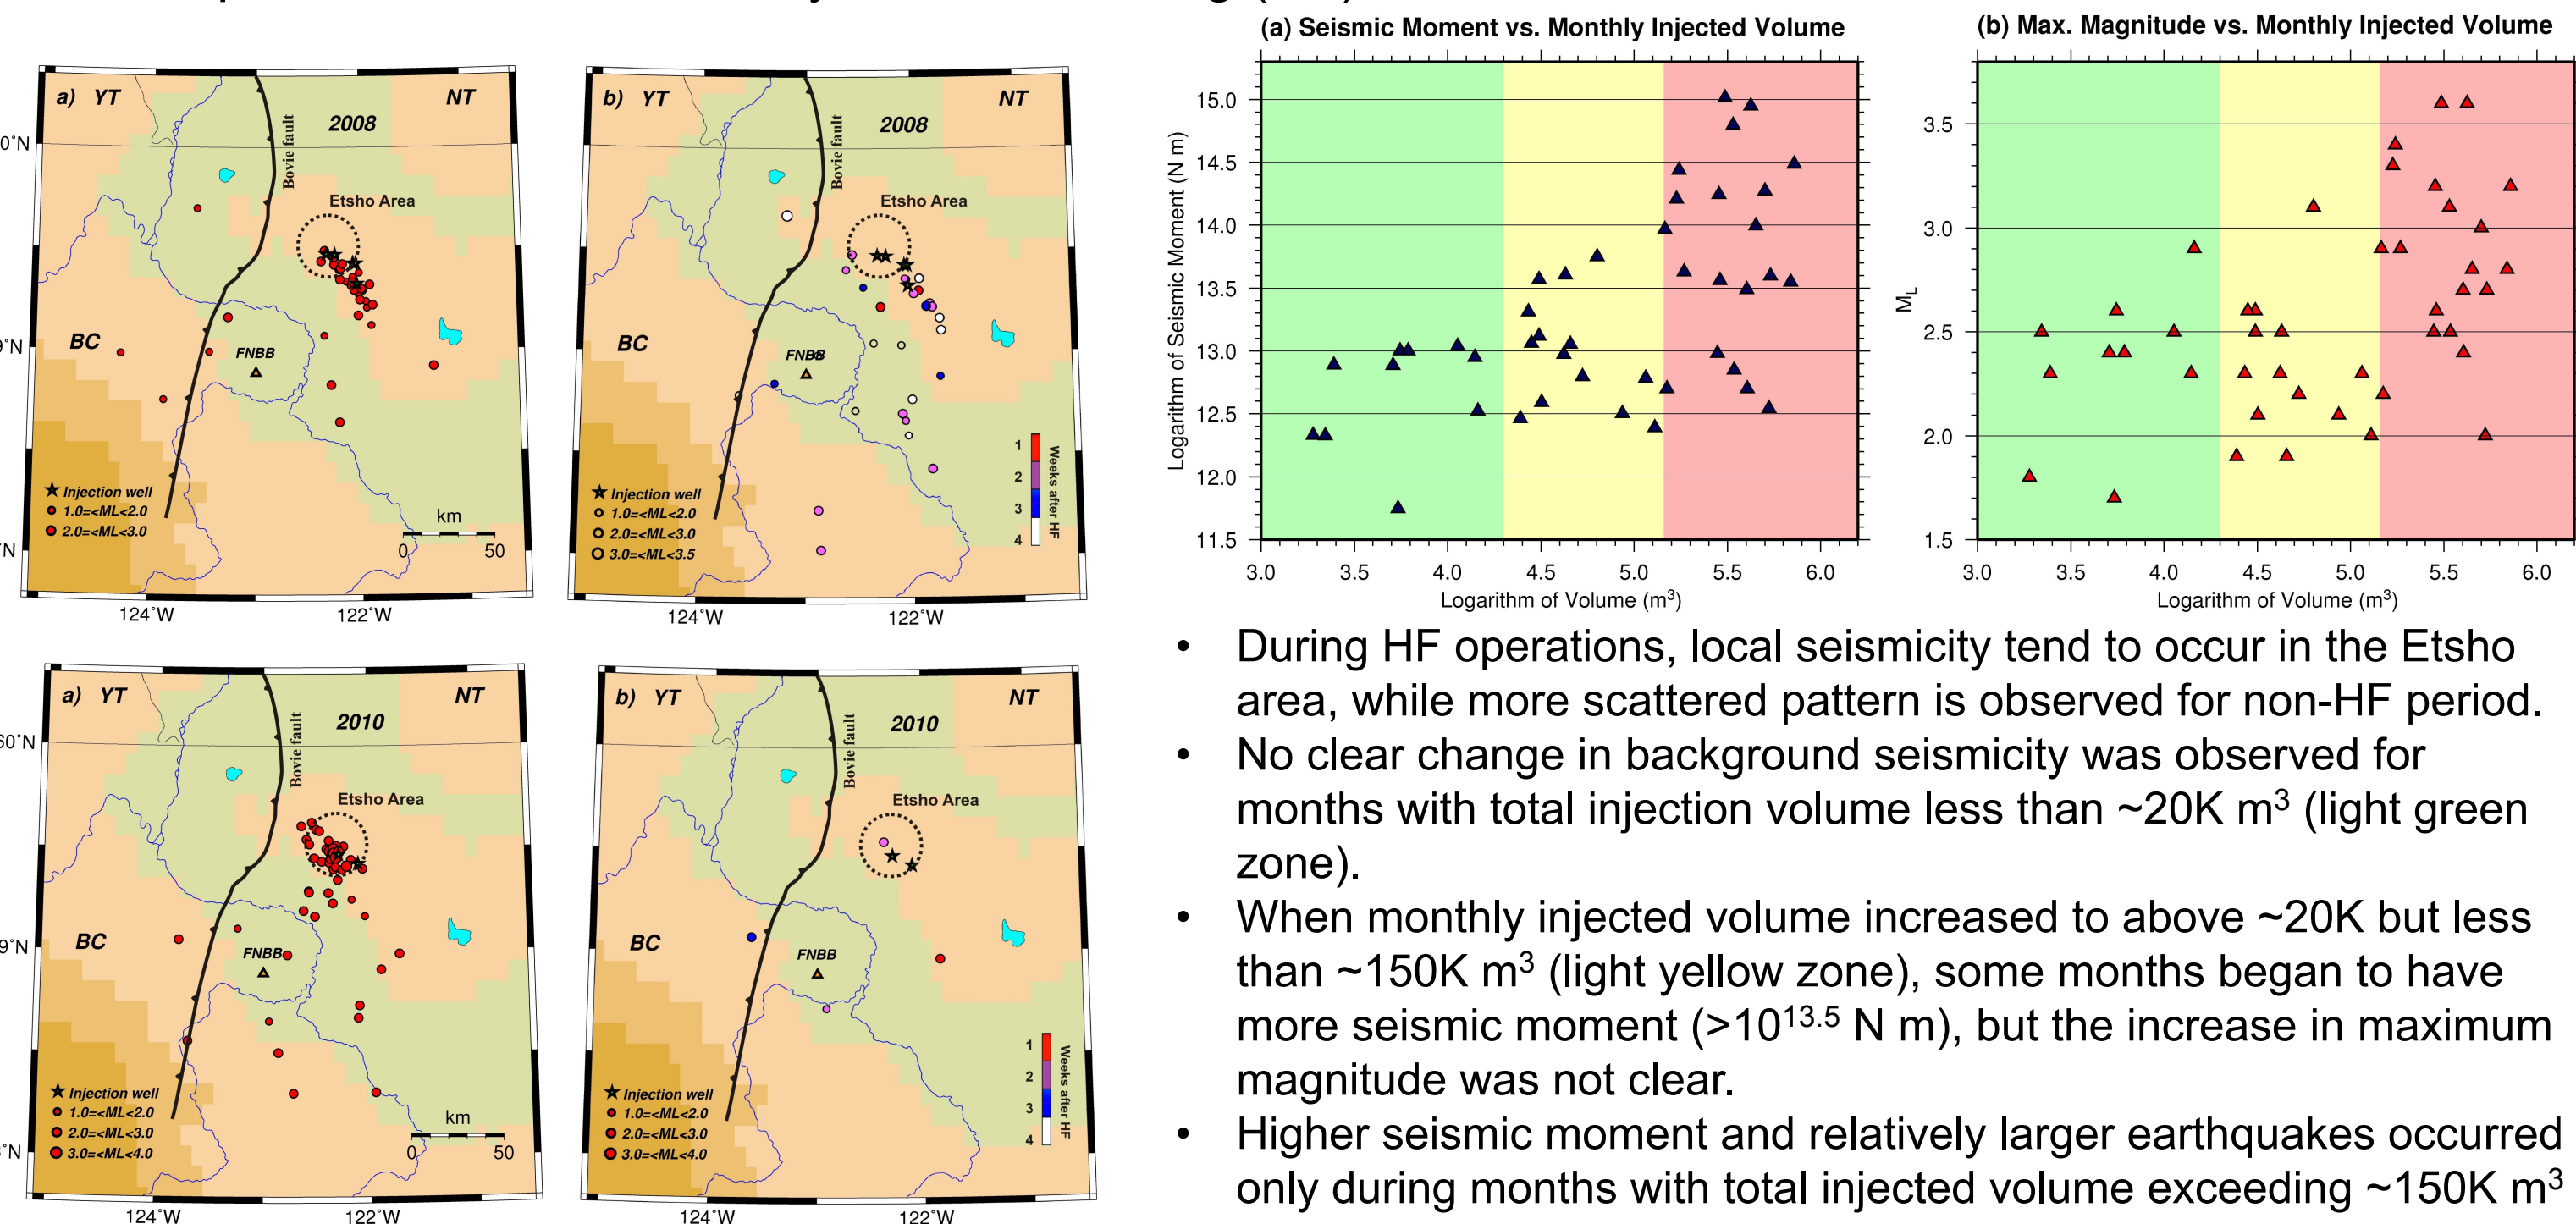 a) YT
NT
2008
Bovie fault
Etsho Area
BC
FNBB
Injection well
1.0=<ML<2.0
2.0=<ML<3.0
km
0 50
124°W 122°W
b) YT
NT
2008
Bovie fault
Etsho Area
BC
Injection well
1.0=<ML<2.0
2.0=<ML<3.0
3.0=<ML<3.5
1
2
3
4
Weeks after HF
124°W 122°W
a) YT
NT
2010
Bovie fault
Etsho Area
BC
FNBB
Injection well
1.0=<ML<2.0
2.0=<ML<3.0
3.0=<ML<4.0
km
0 50
124°W 122°W
b) YT
NT
2010
Bovie fault
Etsho Area
BC
FNBB
Injection well
1.0=<ML<2.0
2.0=<ML<3.0
3.0=<ML<4.0
1
2
3
4
Weeks after HF
124°W 122°W
(a) Seismic Moment vs. Monthly Injected Volume
Logarithm of Seismic Moment (N m)
15.0
14.5
14.0
13.5
13.0
12.5
12.0
11.5
3.0 3.5 4.0 4.5 5.0 5.5 6.0
Logarithm of Volume (m³)
(b) Max. Magnitude vs. Monthly Injected Volume
M_L
3.5
3.0
2.5
2.0
1.5
3.0 3.5 4.0 4.5 5.0 5.5 6.0
Logarithm of Volume (m³)
• During HF operations, local seismicity tend to occur in the Etsho
area, while more scattered pattern is observed for non-HF period.
• No clear change in background seismicity was observed for
months with total injection volume less than ~20K m³ (light green
zone).
• When monthly injected volume increased to above ~20K but less
than ~150K m³ (light yellow zone), some months began to have
more seismic moment (>10¹³·⁵ N m), but the increase in maximum
magnitude was not clear.
• Higher seismic moment and relatively larger earthquakes occurred
only during months with total injected volume exceeding ~150K m³